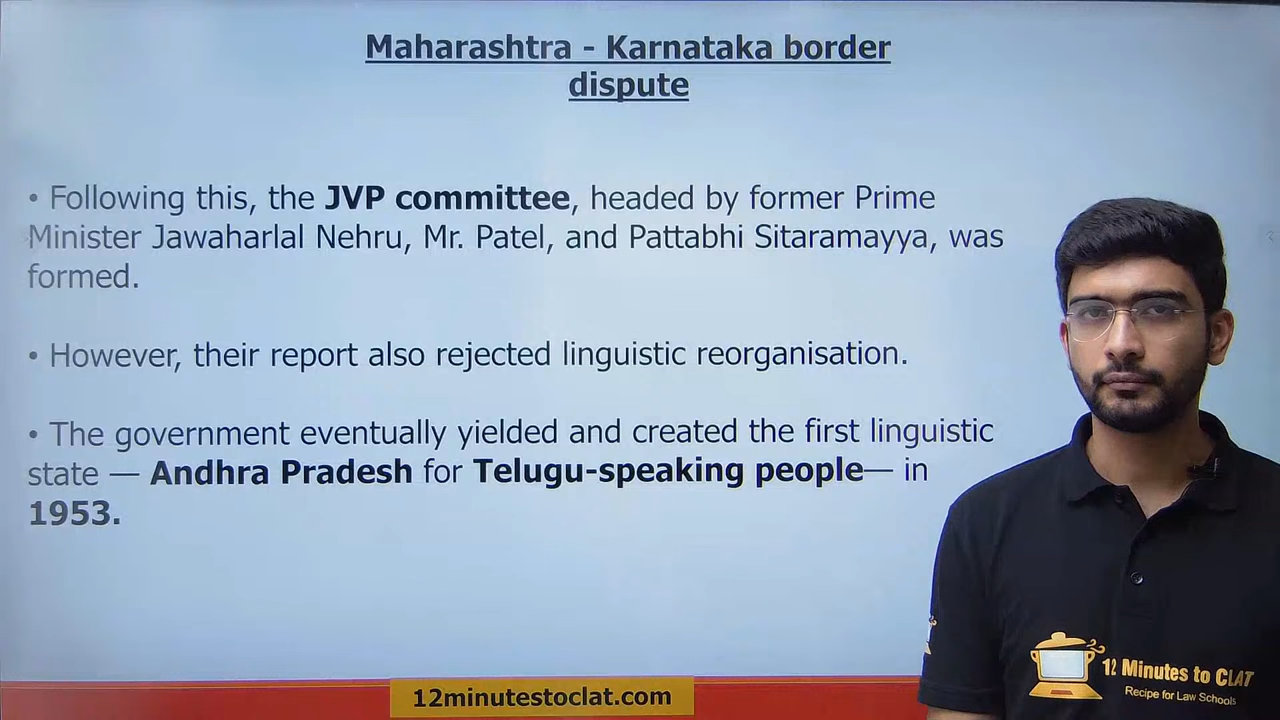 Maharashtra - Karnataka border
dispute
• Following this, the JVP committee, headed by former Prime
Minister Jawaharlal Nehru, Mr. Patel, and Pattabhi Sitaramayya, was
formed.
• However, their report also rejected linguistic reorganisation.
• The government eventually yielded and created the first linguistic
state — Andhra Pradesh for Telugu-speaking people— in
1953.
12 Minutes to CLAT
Recipe for Law Schools
12minutestoclat.com